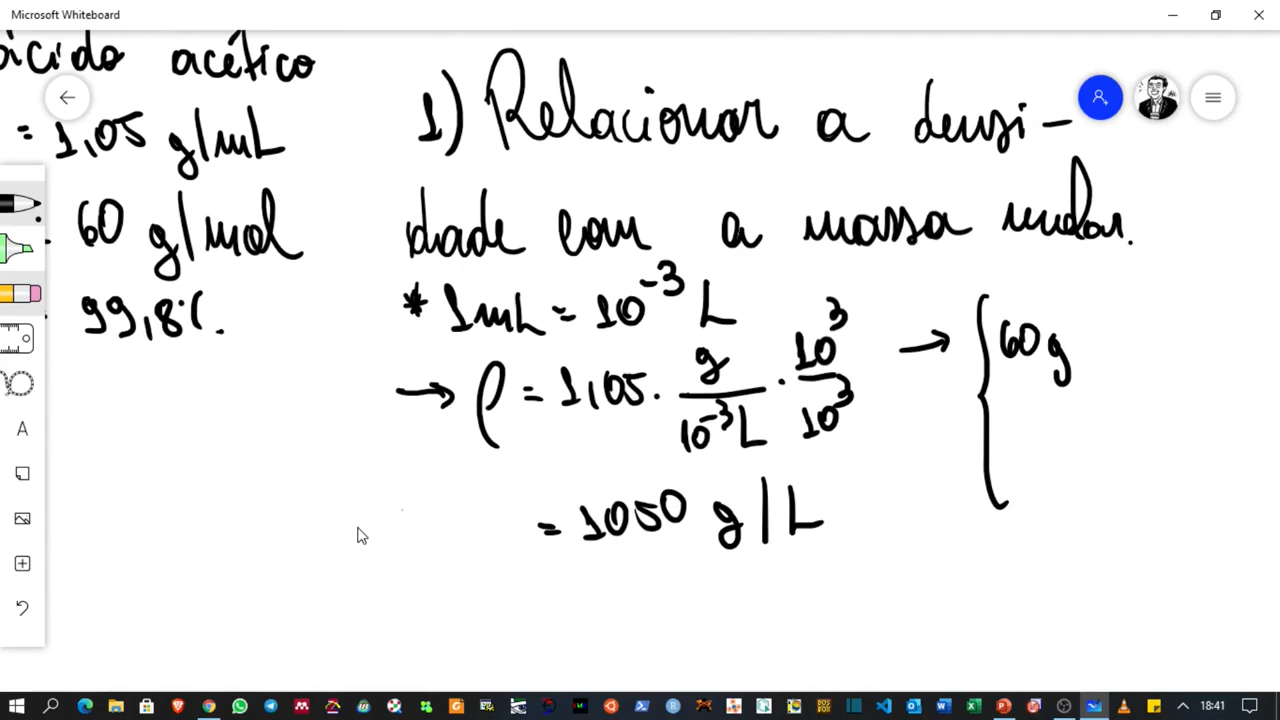 Microsoft Whiteboard
ácido acético
= 1,05 g/mL
60 g/mol
99,8%.
1) Relacionar a densi-
dade com a massa molar.
* 1mL = 10⁻³ L
→ ρ = 1,05 . g/10⁻³L . 10³/10³
= 1050 g/L
→ { 60 g
A
18:41